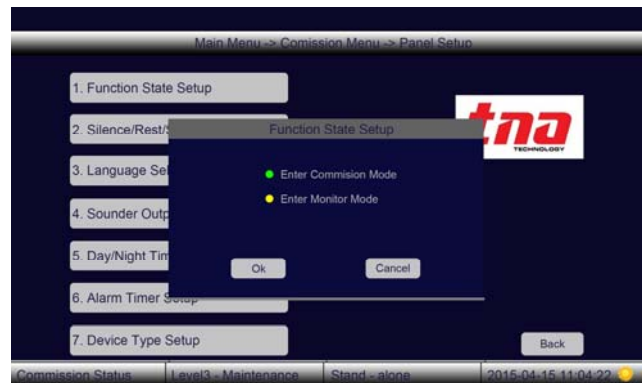 Main Menu -> Comission Menu -> Panel Setup
1. Function State Setup
2. Silence/Rest/
Function State Setup
tna
TECHNOLOGY
3. Language Sel
Enter Commision Mode
Enter Monitor Mode
4. Sounder Outp
5. Day/Night Tim
Ok
Cancel
6. Alarm Timer Setup
7. Device Type Setup
Back
Commission Status
Level3 - Maintenance
Stand - alone
2015-04-15 11:04:22